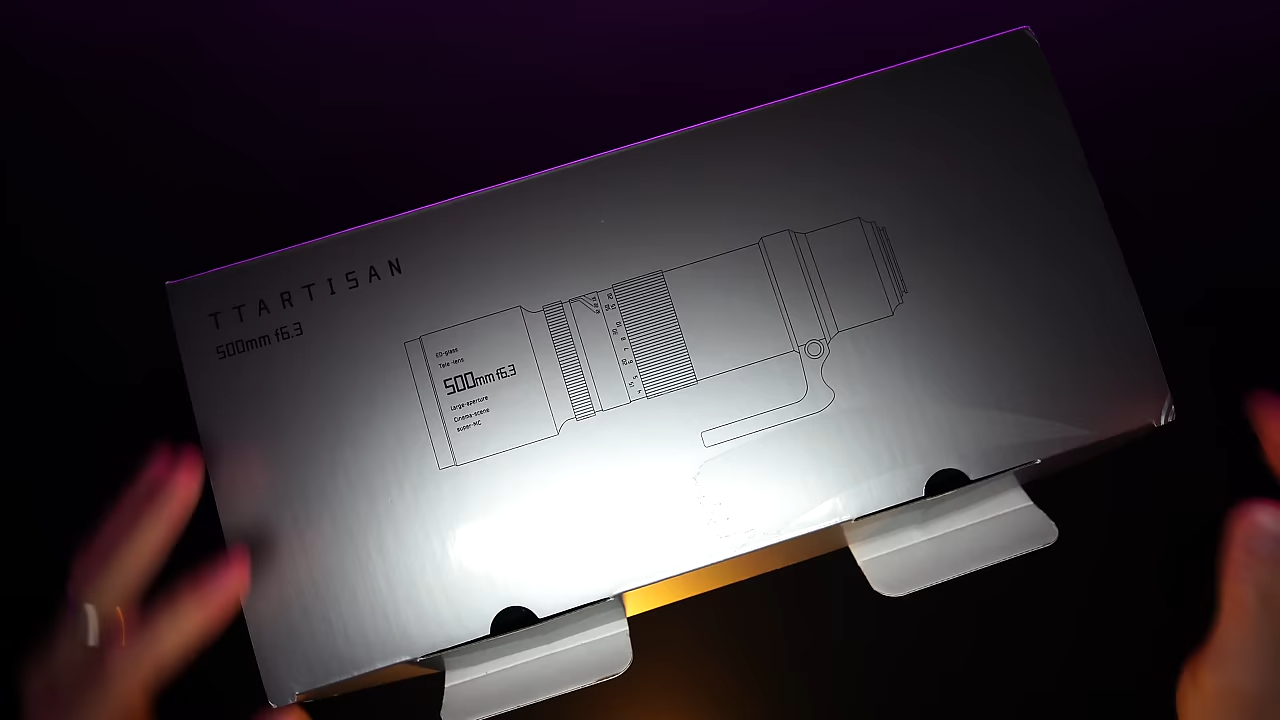 TTARTISAN
500mm f6.3
ED-glass
Tele-lens
500mm f6.3
Large-aperture
Cinema-scene
super-MC